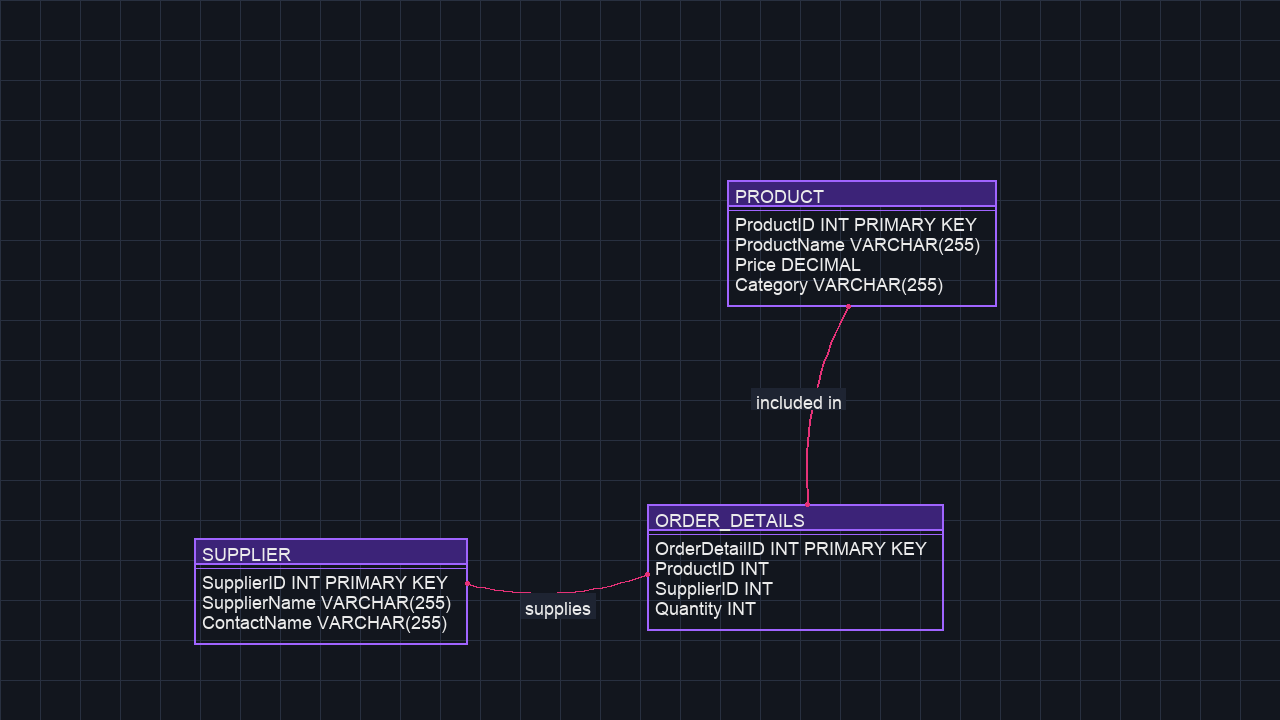 PRODUCT
ProductID INT PRIMARY KEY
ProductName VARCHAR(255)
Price DECIMAL
Category VARCHAR(255)
included in
ORDER_DETAILS
OrderDetailID INT PRIMARY KEY
ProductID INT
SupplierID INT
Quantity INT
SUPPLIER
SupplierID INT PRIMARY KEY
SupplierName VARCHAR(255)
ContactName VARCHAR(255)
supplies